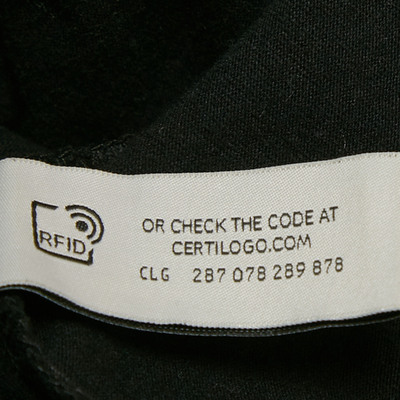 RFID
OR CHECK THE CODE AT
CERTILOGO.COM
CLG 287 078 289 878